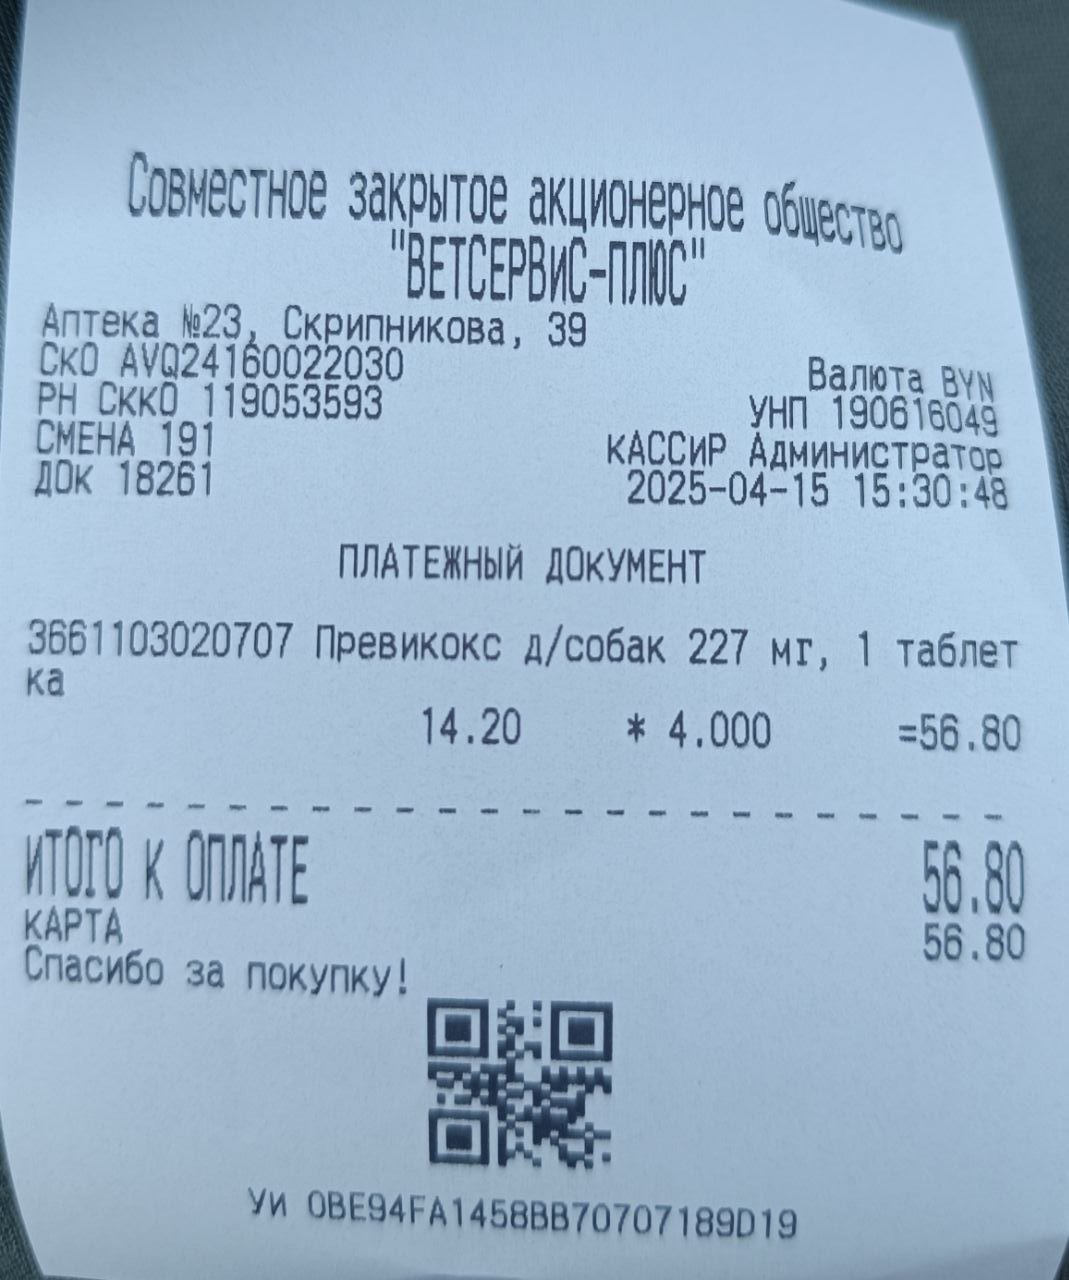 Совместное закрытое акционерное общество
"ВЕТСЕРВиС-ПЛЮС"
Аптека №23, Скрипникова, 39
СкО AVQ24160022030
Валюта BYN
РН СККО 119053593
УНП 190616049
СМЕНА 191
КАССиР Администратор
ДОк 18261
2025-04-15 15:30:48
ПЛАТЕЖНЫЙ ДОкУМЕНТ
3661103020707 Превикокс д/собак 227 мг, 1 таблет
ка
14.20 * 4.000 =56.80
ИТОГО К ОПЛАТЕ 56.80
КАРТА 56.80
Спасибо за покупку!
УИ 0BE94FA1458BB70707189D19